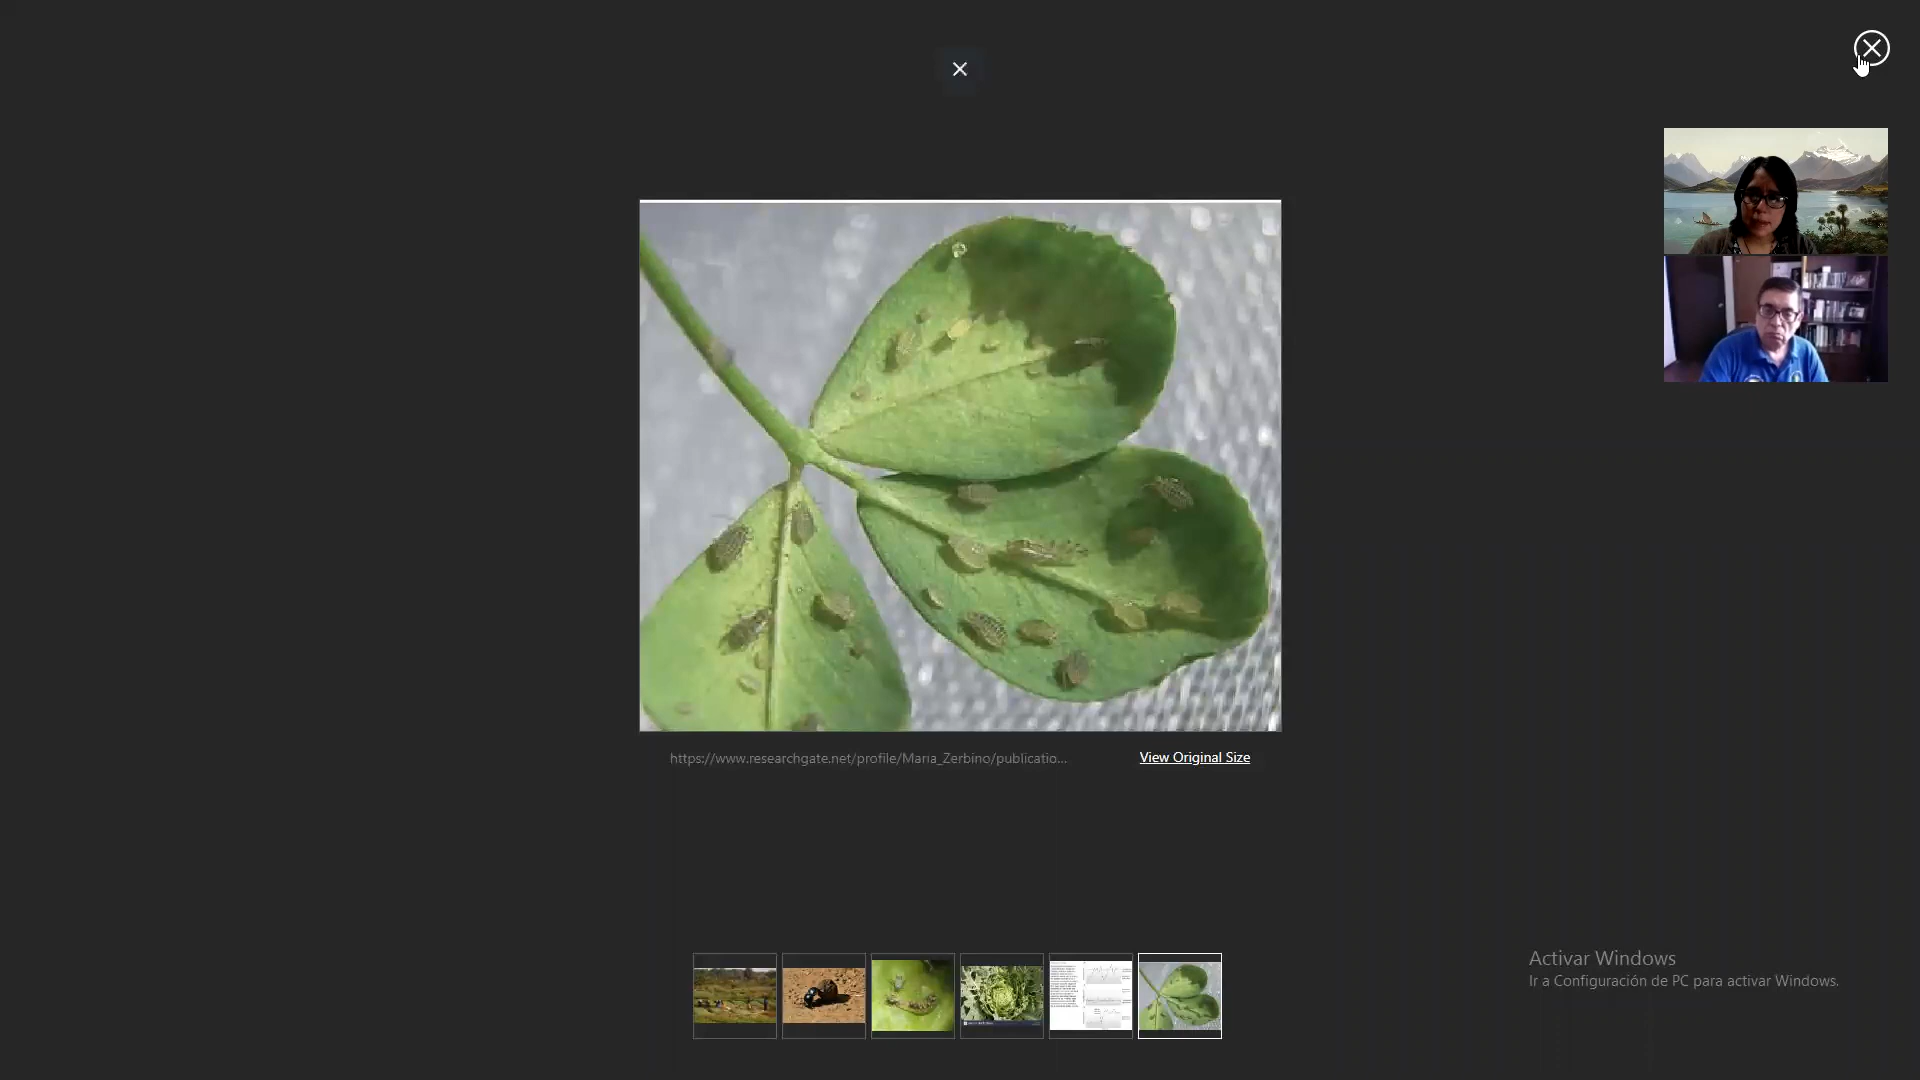 https://www.researchgate.net/profile/Maria_Zerbino/publicatio...
View Original Size
Activar Windows
Ir a Configuración de PC para activar Windows.